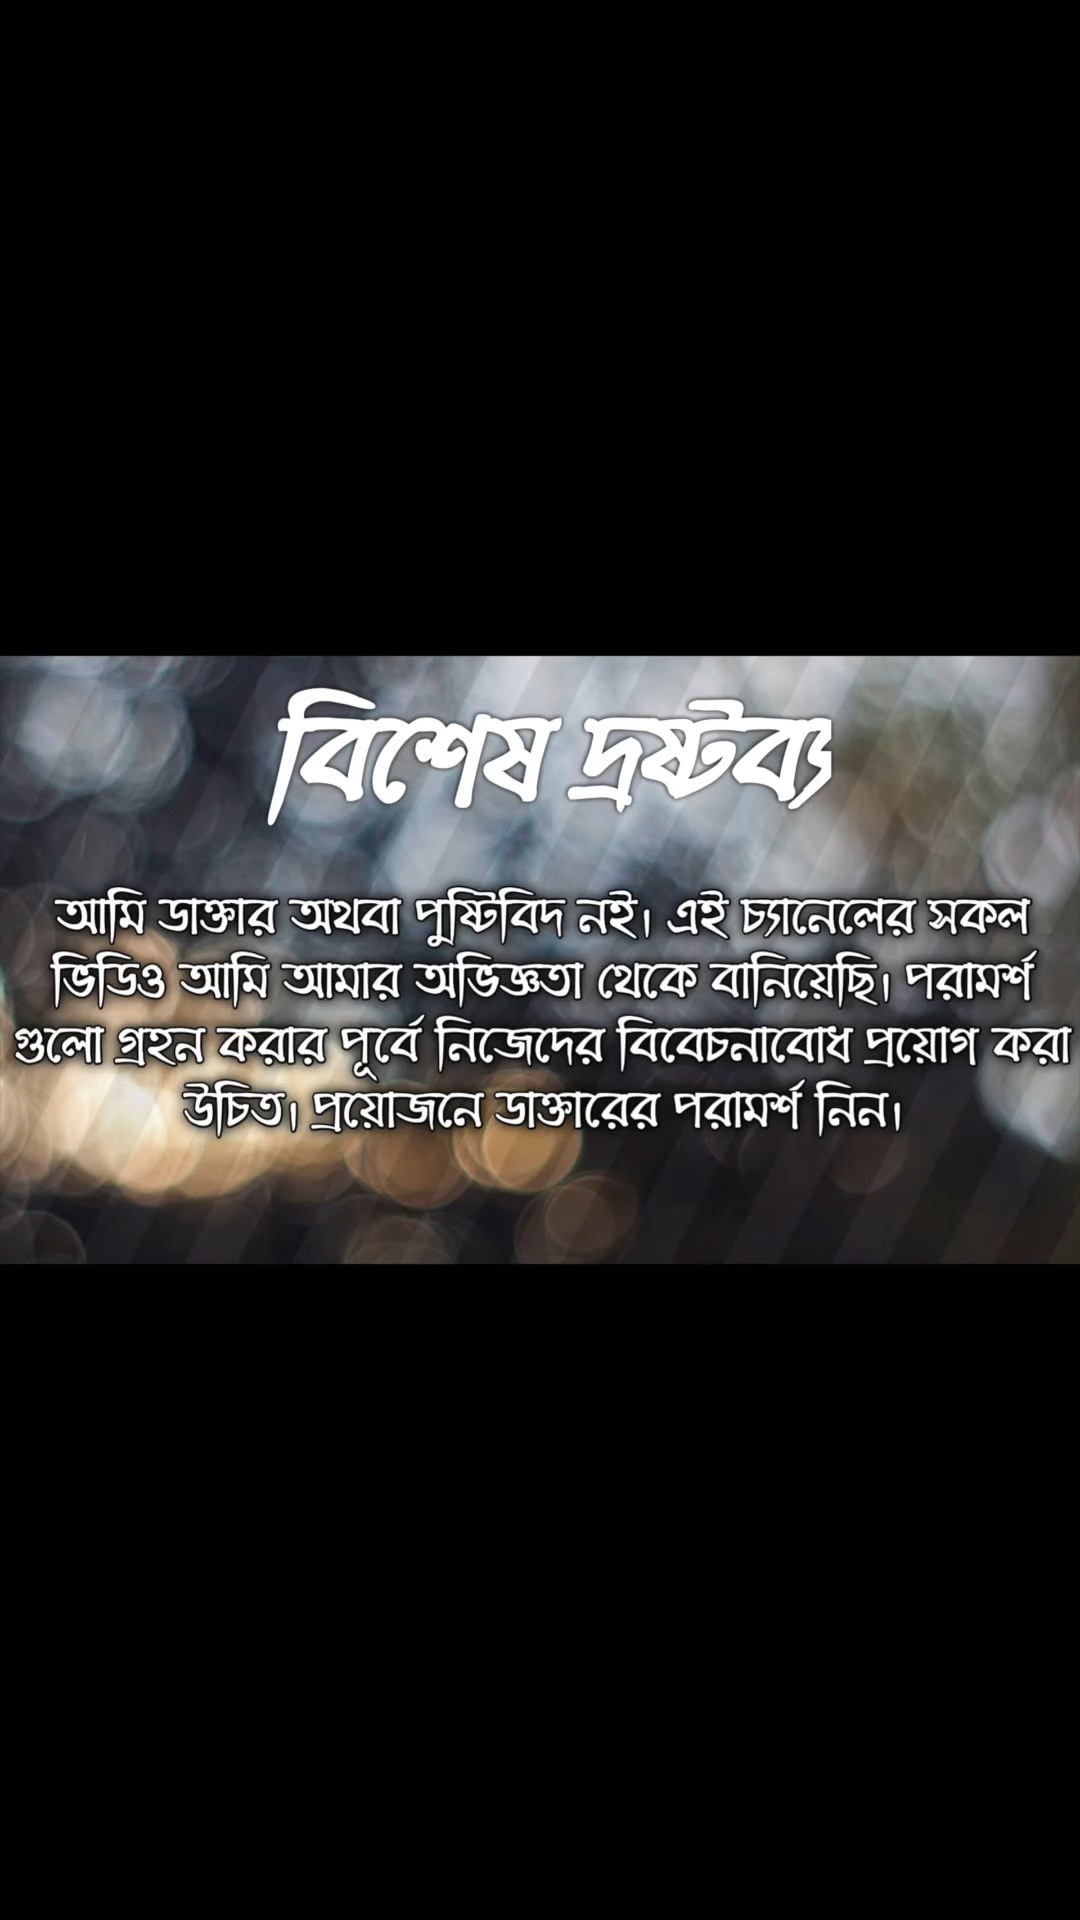 বিশেষ দ্রষ্টব্য
আমি ডাক্তার অথবা পুষ্টিবিদ নই। এই চ্যানেলের সকল
ভিডিও আমি আমার অভিজ্ঞতা থেকে বানিয়েছি। পরামর্শ
গুলো গ্রহন করার পূর্বে নিজেদের বিবেচনাবোধ প্রয়োগ করা
উচিত। প্রয়োজনে ডাক্তারের পরামর্শ নিন।